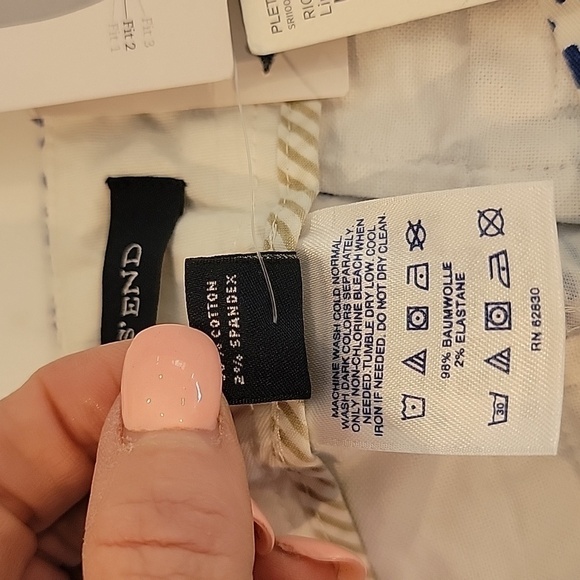 Fit 3
Fit 2
Fit 1
PLET
RIG
S' END
COTTON
2% SPANDEX
MACHINE WASH COLD NORMAL.
WASH DARK COLORS SEPARATELY.
ONLY NON-CHLORINE BLEACH WHEN
NEEDED.TUMBLE DRY LOW. COOL
IRON IF NEEDED. DO NOT DRY CLEAN.
98% BAUMWOLLE
2% ELASTANE
30
RN 62830